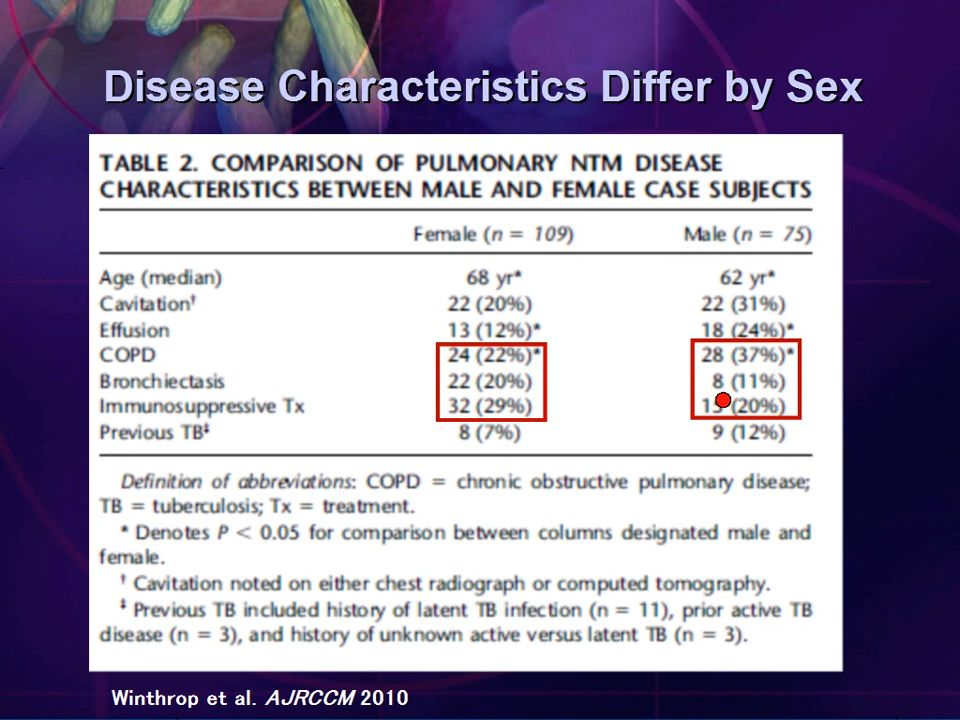 Disease Characteristics Differ by Sex
TABLE 2. COMPARISON OF PULMONARY NTM DISEASE
CHARACTERISTICS BETWEEN MALE AND FEMALE CASE SUBJECTS
Female (n = 109) Male (n = 75)
Age (median) 68 yr* 62 yr*
Cavitation† 22 (20%) 22 (31%)
Effusion 13 (12%)* 18 (24%)*
COPD 24 (22%)* 28 (37%)*
Bronchiectasis 22 (20%) 8 (11%)
Immunosuppressive Tx 32 (29%) 15 (20%)
Previous TB‡ 8 (7%) 9 (12%)
Definition of abbreviations: COPD = chronic obstructive pulmonary disease;
TB = tuberculosis; Tx = treatment.
* Denotes P < 0.05 for comparison between columns designated male and
female.
† Cavitation noted on either chest radiograph or computed tomography.
‡ Previous TB included history of latent TB infection (n = 11), prior active TB
disease (n = 3), and history of unknown active versus latent TB (n = 3).
Winthrop et al. AJRCCM 2010